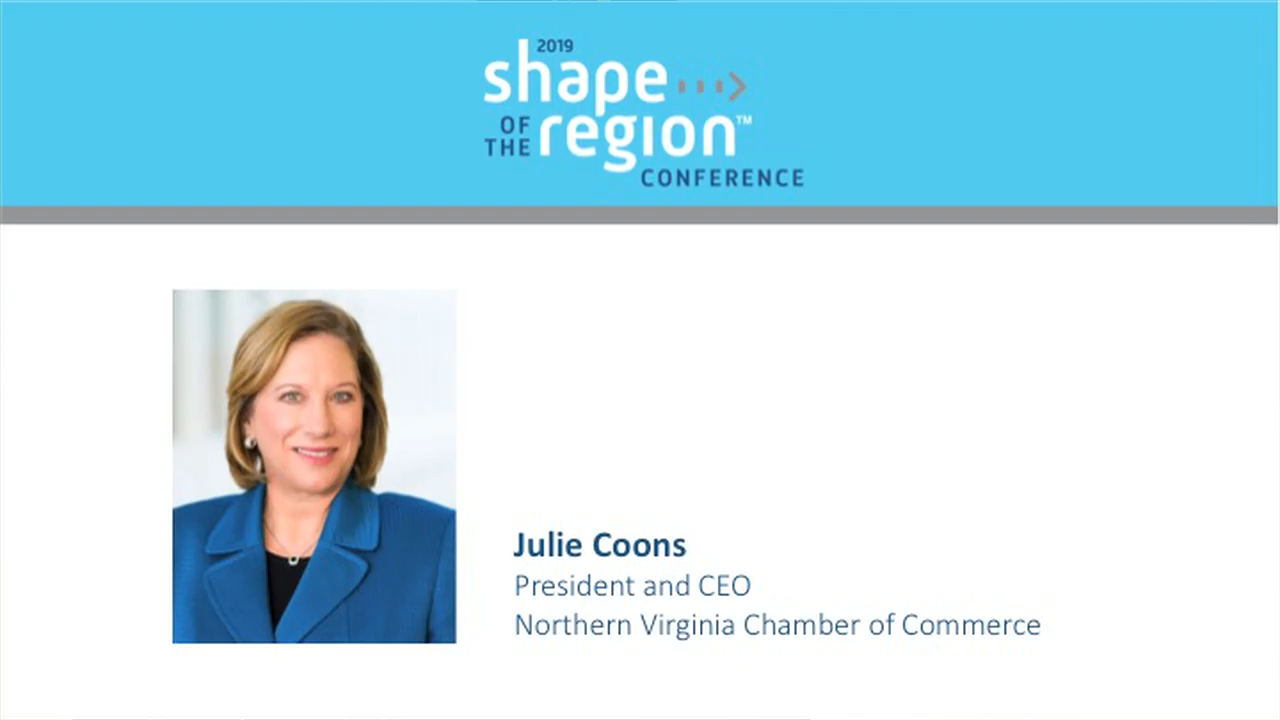 2019
shape
OF THE region™
CONFERENCE
Julie Coons
President and CEO
Northern Virginia Chamber of Commerce